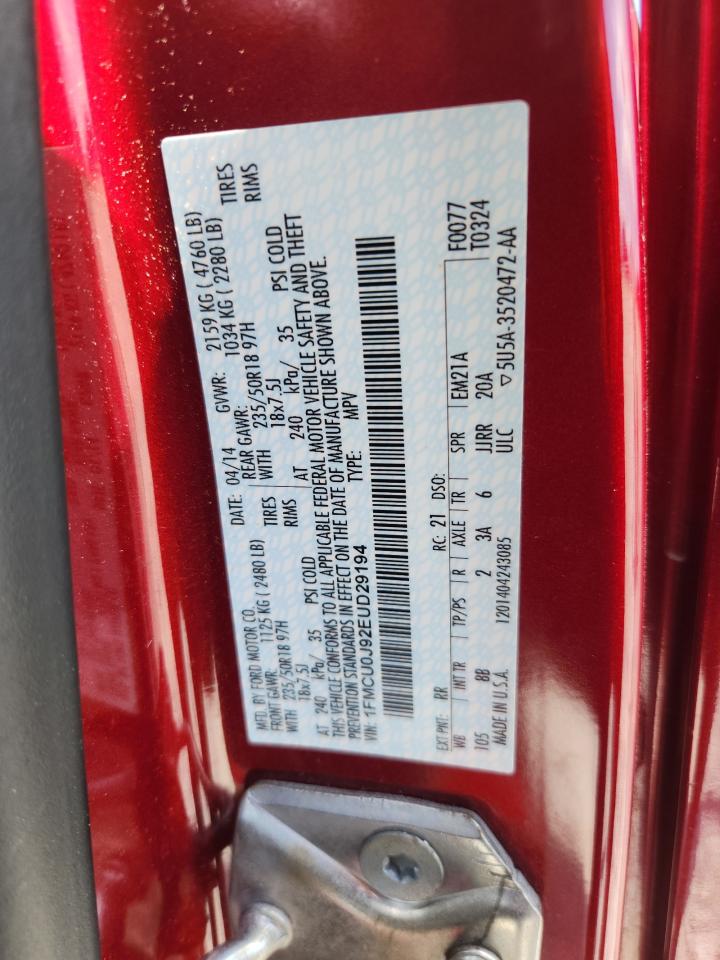 MFD. BY FORD MOTOR CO. DATE: 04/14 GVWR: 2159 KG ( 4760 LB)
FRONT GAWR: 1125 KG ( 2480 LB) REAR GAWR: 1034 KG ( 2280 LB)
WITH 235/50R18 97H TIRES WITH 235/50R18 97H TIRES
18x7.5J RIMS 18x7.5J RIMS
AT 240 kPa/ 35 PSI COLD AT 240 kPa/ 35 PSI COLD
THIS VEHICLE CONFORMS TO ALL APPLICABLE FEDERAL MOTOR VEHICLE SAFETY AND THEFT
PREVENTION STANDARDS IN EFFECT ON THE DATE OF MANUFACTURE SHOWN ABOVE.
VIN: 1FMCU0J92EUD29194 TYPE: MPV
EXT PNT: RR RC: 21 DSO: F0077
WB INT TR TP/PS R AXLE TR SPR EM21A T0324
105 8B 2 3A 6 JJRR 20A
MADE IN U.S.A. 1201404243085 ULC ▽5U5A-3520472-AA